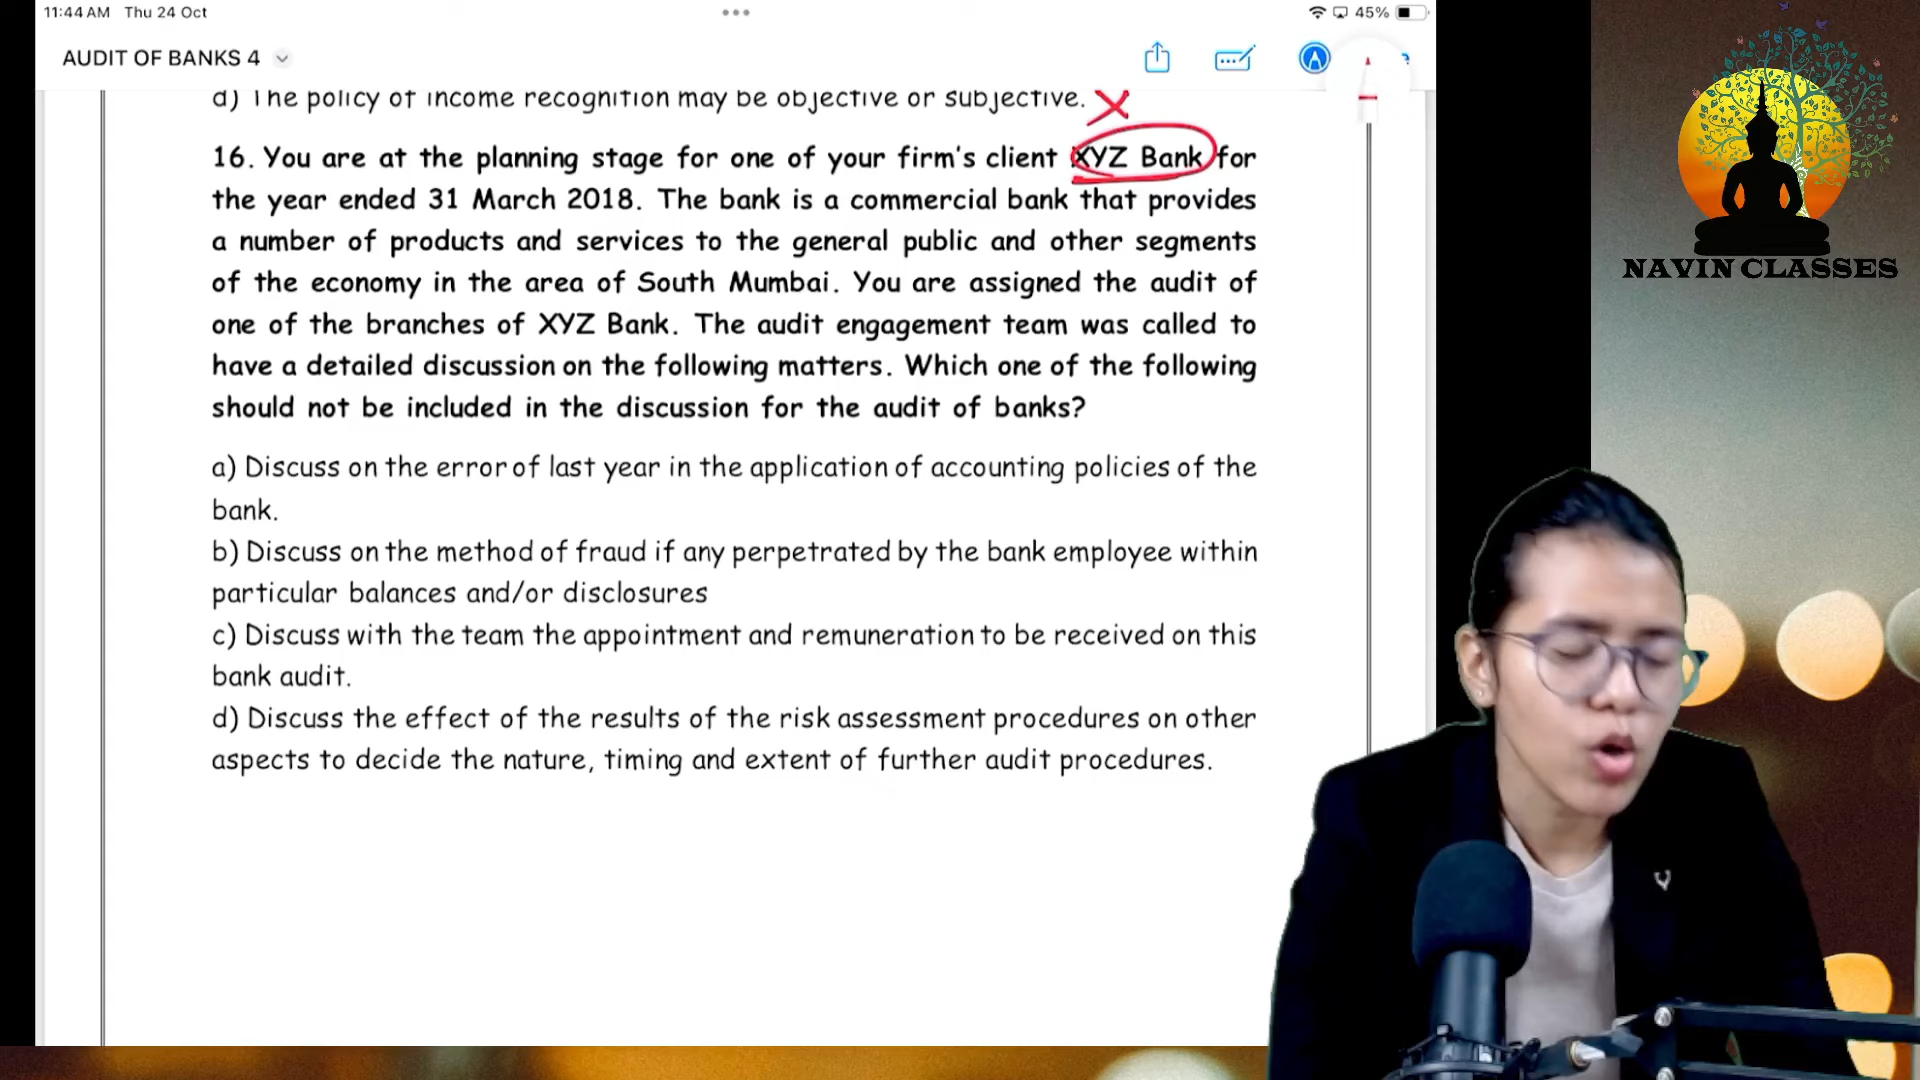 11:44 AM Thu 24 Oct
45%
AUDIT OF BANKS 4
d) The policy of income recognition may be objective or subjective.
16. You are at the planning stage for one of your firm's client XYZ Bank for
the year ended 31 March 2018. The bank is a commercial bank that provides
a number of products and services to the general public and other segments
of the economy in the area of South Mumbai. You are assigned the audit of
one of the branches of XYZ Bank. The audit engagement team was called to
have a detailed discussion on the following matters. Which one of the following
should not be included in the discussion for the audit of banks?
a) Discuss on the error of last year in the application of accounting policies of the
bank.
b) Discuss on the method of fraud if any perpetrated by the bank employee within
particular balances and/or disclosures
c) Discuss with the team the appointment and remuneration to be received on this
bank audit.
d) Discuss the effect of the results of the risk assessment procedures on other
aspects to decide the nature, timing and extent of further audit procedures.
NAVIN CLASSES